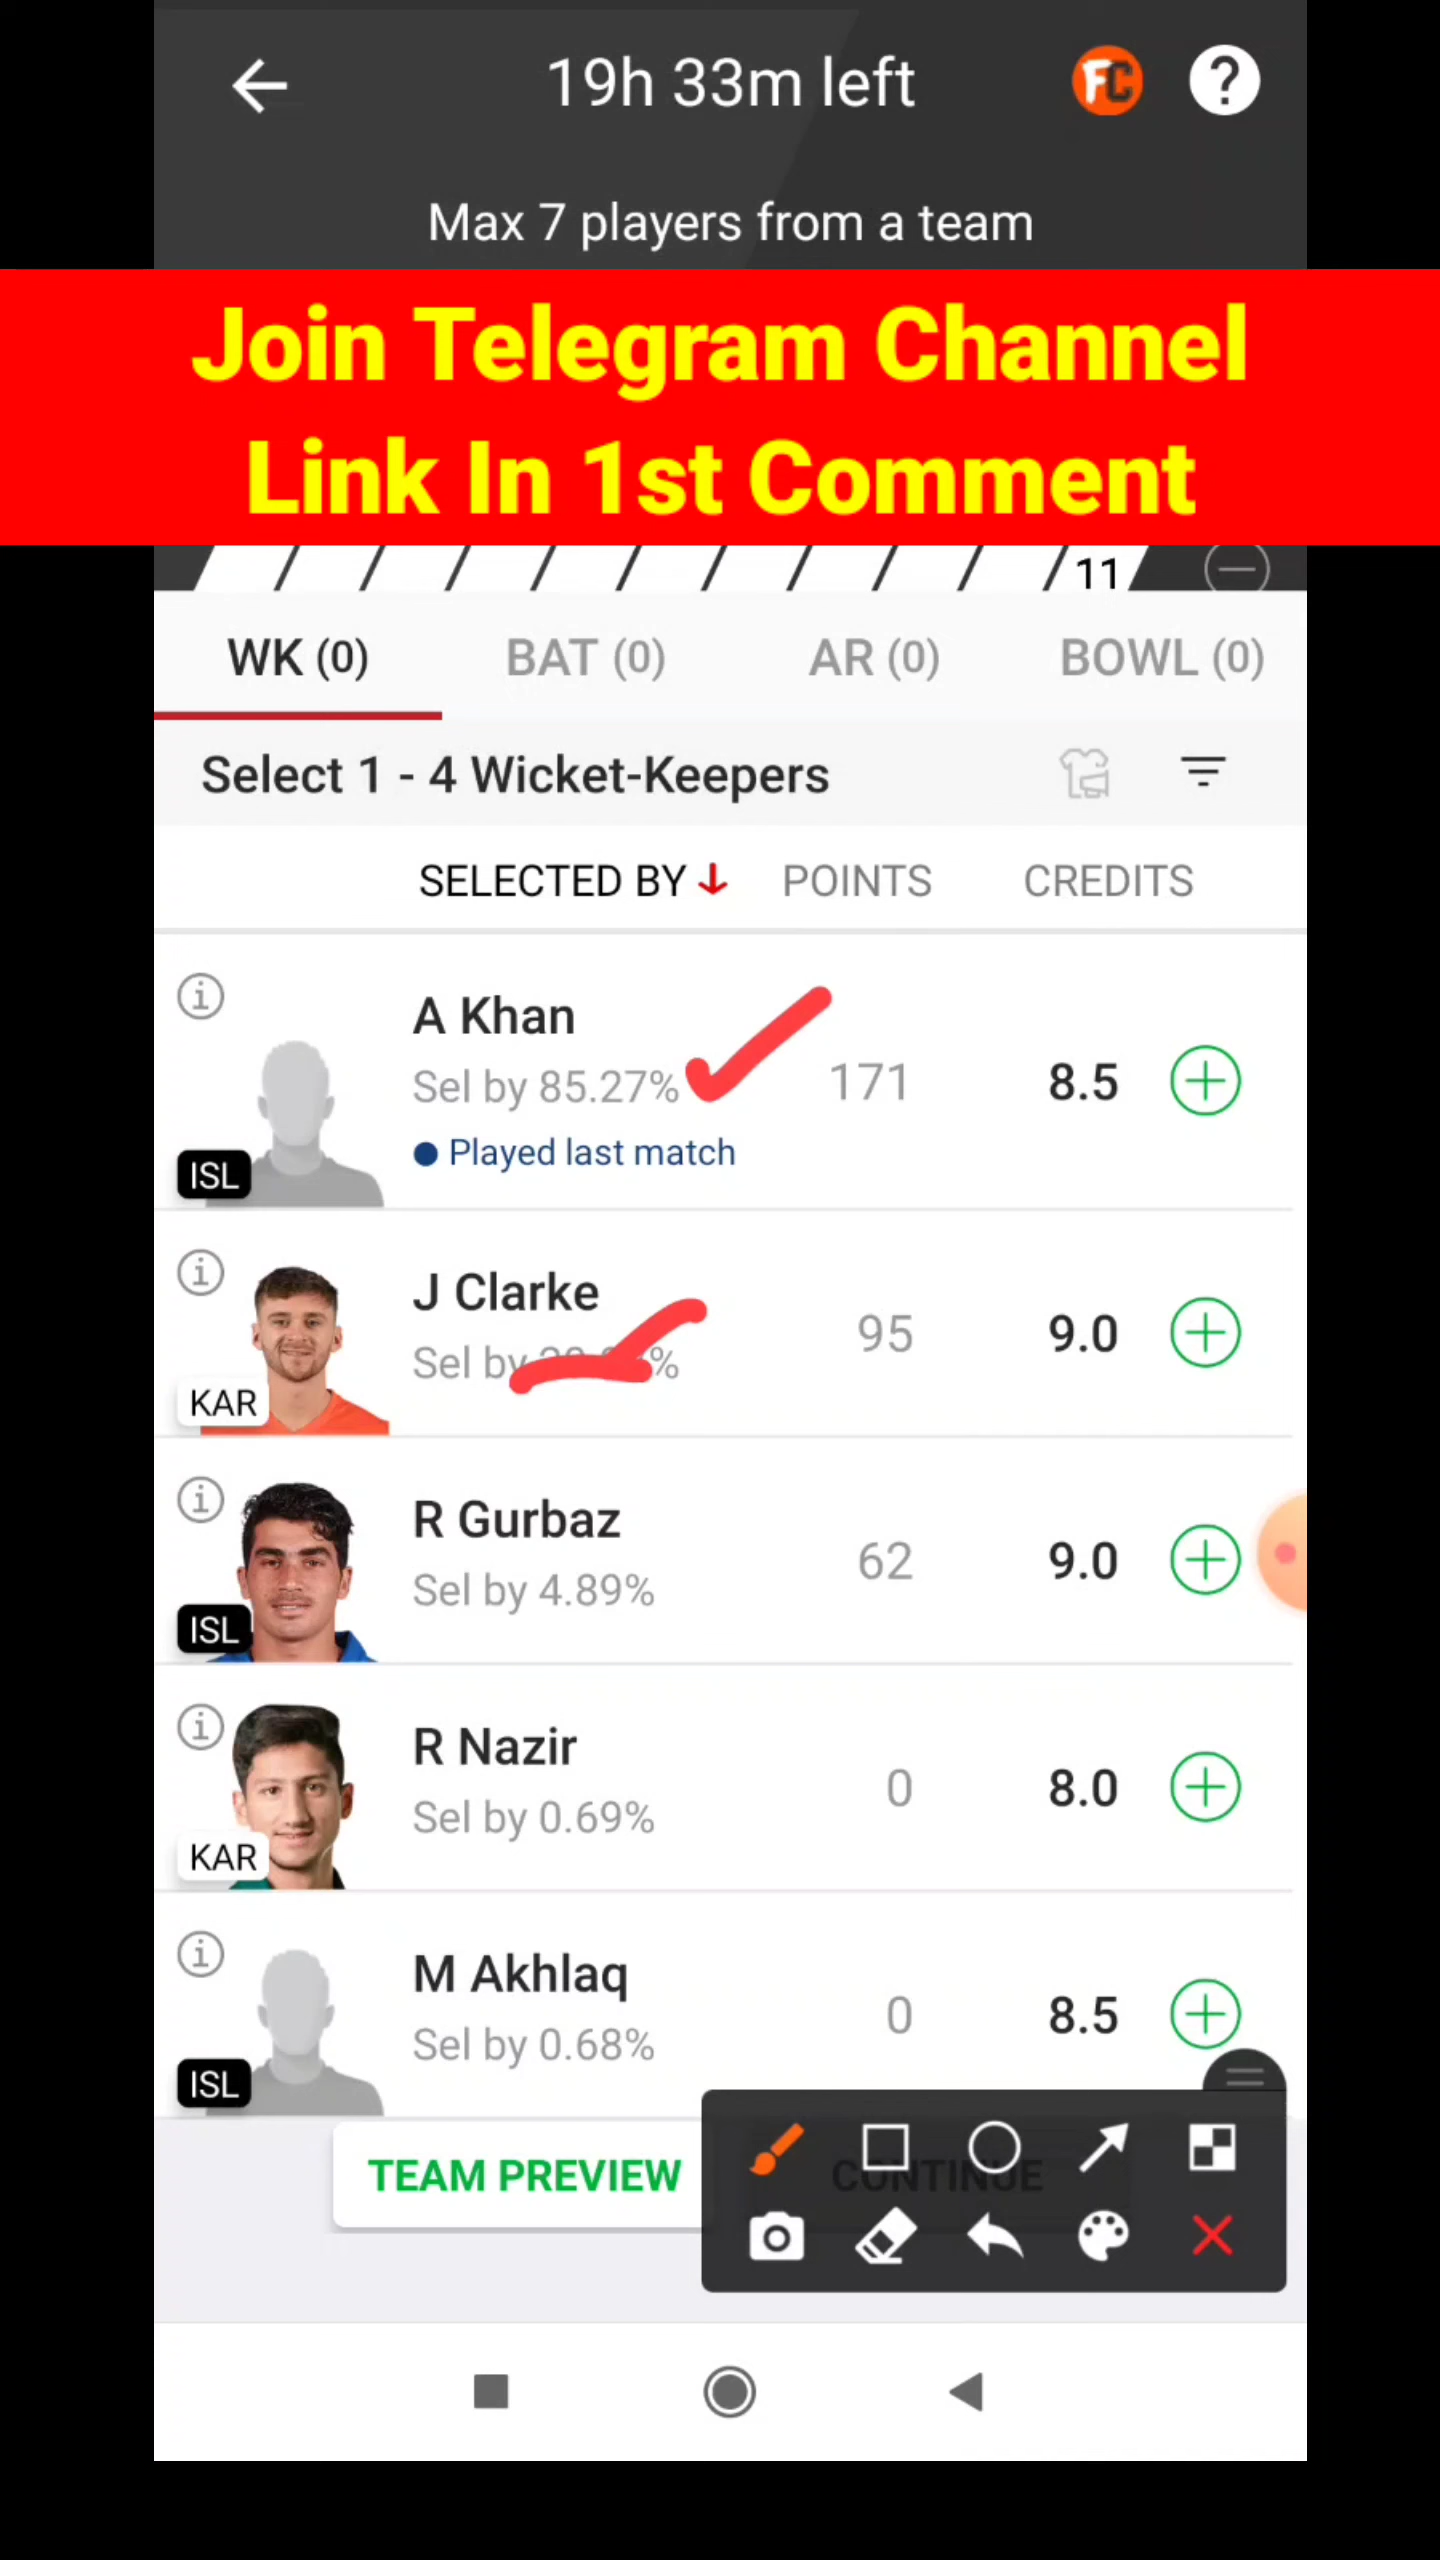 19h 33m left
FC
?
Max 7 players from a team
Join Telegram Channel
Link In 1st Comment
11
WK (0) BAT (0) AR (0) BOWL (0)
Select 1 - 4 Wicket-Keepers
SELECTED BY POINTS CREDITS
A Khan
Sel by 85.27% 171 8.5
Played last match
ISL
J Clarke
Sel by % 95 9.0
KAR
R Gurbaz
Sel by 4.89% 62 9.0
ISL
R Nazir
Sel by 0.69% 0 8.0
KAR
M Akhlaq
Sel by 0.68% 0 8.5
ISL
TEAM PREVIEW CONTINUE